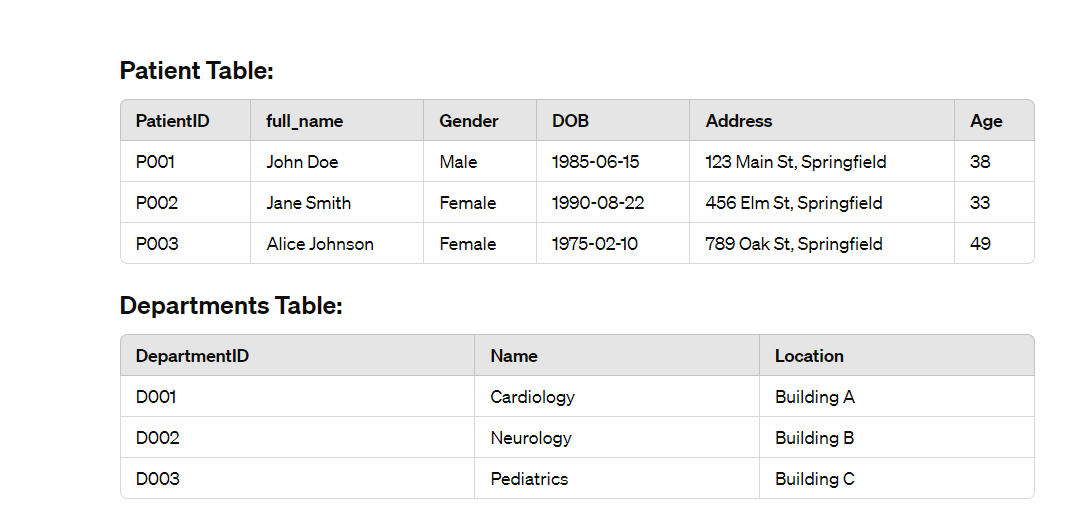 Patient Table:
PatientID full_name Gender DOB Address Age
P001 John Doe Male 1985-06-15 123 Main St, Springfield 38
P002 Jane Smith Female 1990-08-22 456 Elm St, Springfield 33
P003 Alice Johnson Female 1975-02-10 789 Oak St, Springfield 49
Departments Table:
DepartmentID Name Location
D001 Cardiology Building A
D002 Neurology Building B
D003 Pediatrics Building C